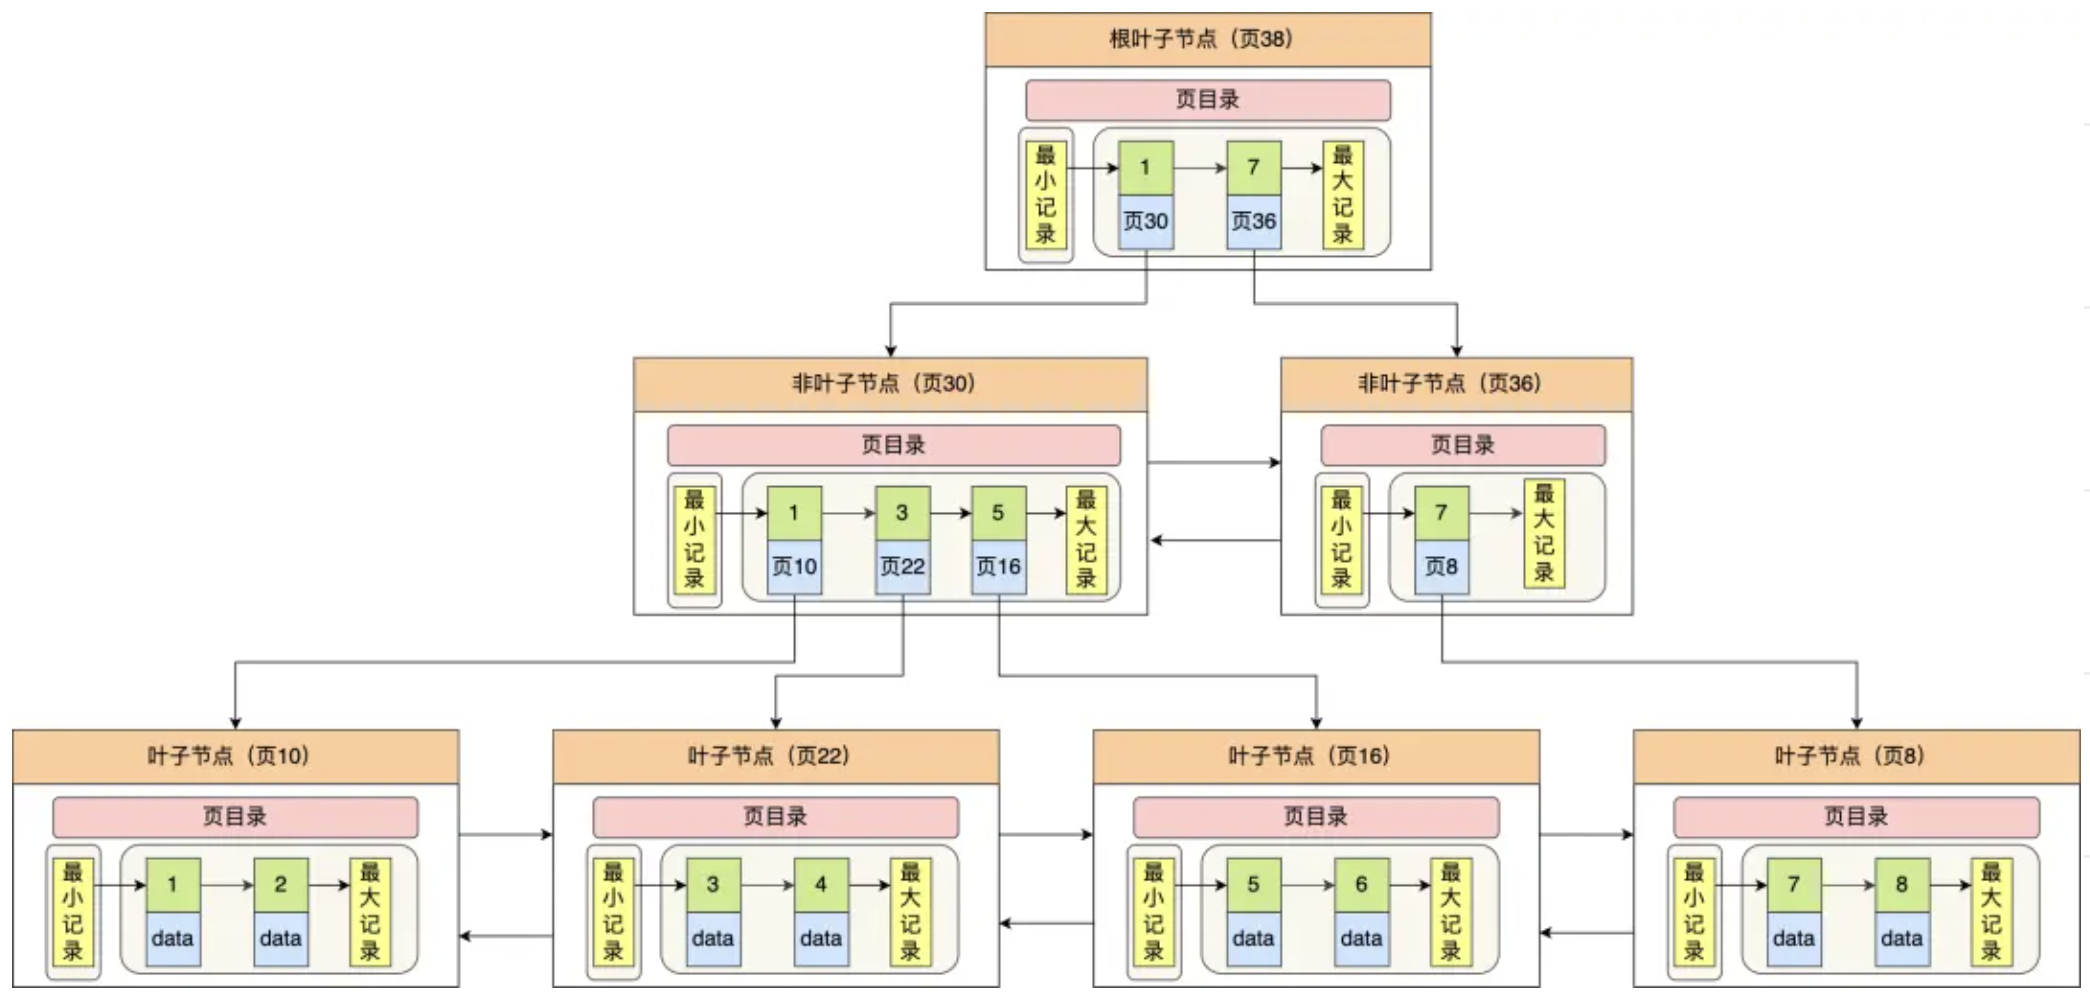 根叶子节点（页38）
页目录
最小记录
1
7
最大记录
页30
页36
非叶子节点（页30）
页目录
最小记录
1
3
5
最大记录
页10
页22
页16
非叶子节点（页36）
页目录
最小记录
7
最大记录
页8
叶子节点（页10）
页目录
最小记录
1
2
最大记录
data
data
叶子节点（页22）
页目录
最小记录
3
4
最大记录
data
data
叶子节点（页16）
页目录
最小记录
5
6
最大记录
data
data
叶子节点（页8）
页目录
最小记录
7
8
最大记录
data
data